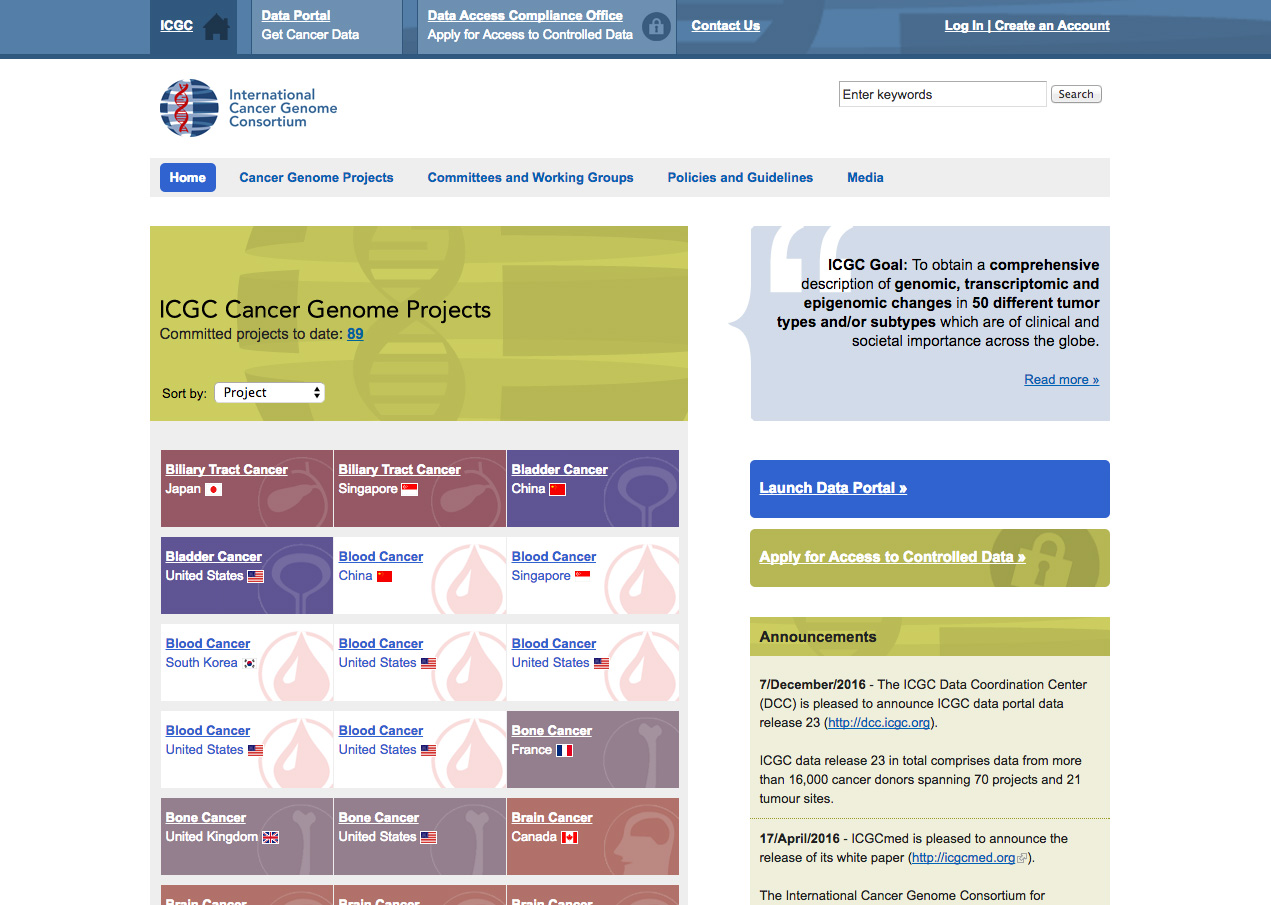 ICGC
Data Portal
Get Cancer Data
Data Access Compliance Office
Apply for Access to Controlled Data
Contact Us
Log In | Create an Account
International
Cancer Genome
Consortium
Enter keywords
Search
Home
Cancer Genome Projects
Committees and Working Groups
Policies and Guidelines
Media
ICGC Cancer Genome Projects
Committed projects to date: 89
Sort by:
Project
Biliary Tract Cancer
Japan
Biliary Tract Cancer
Singapore
Bladder Cancer
China
Bladder Cancer
United States
Blood Cancer
China
Blood Cancer
Singapore
Blood Cancer
South Korea
Blood Cancer
United States
Blood Cancer
United States
Blood Cancer
United States
Blood Cancer
United States
Bone Cancer
France
Bone Cancer
United Kingdom
Bone Cancer
United States
Brain Cancer
Canada
Brain Cancer
Brain Cancer
Brain Cancer
ICGC Goal: To obtain a comprehensive
description of genomic, transcriptomic and
epigenomic changes in 50 different tumor
types and/or subtypes which are of clinical and
societal importance across the globe.
Read more »
Launch Data Portal »
Apply for Access to Controlled Data »
Announcements
7/December/2016 - The ICGC Data Coordination Center
(DCC) is pleased to announce ICGC data portal data
release 23 (http://dcc.icgc.org).
ICGC data release 23 in total comprises data from more
than 16,000 cancer donors spanning 70 projects and 21
tumour sites.
17/April/2016 - ICGCmed is pleased to announce the
release of its white paper (http://icgcmed.org).
The International Cancer Genome Consortium for